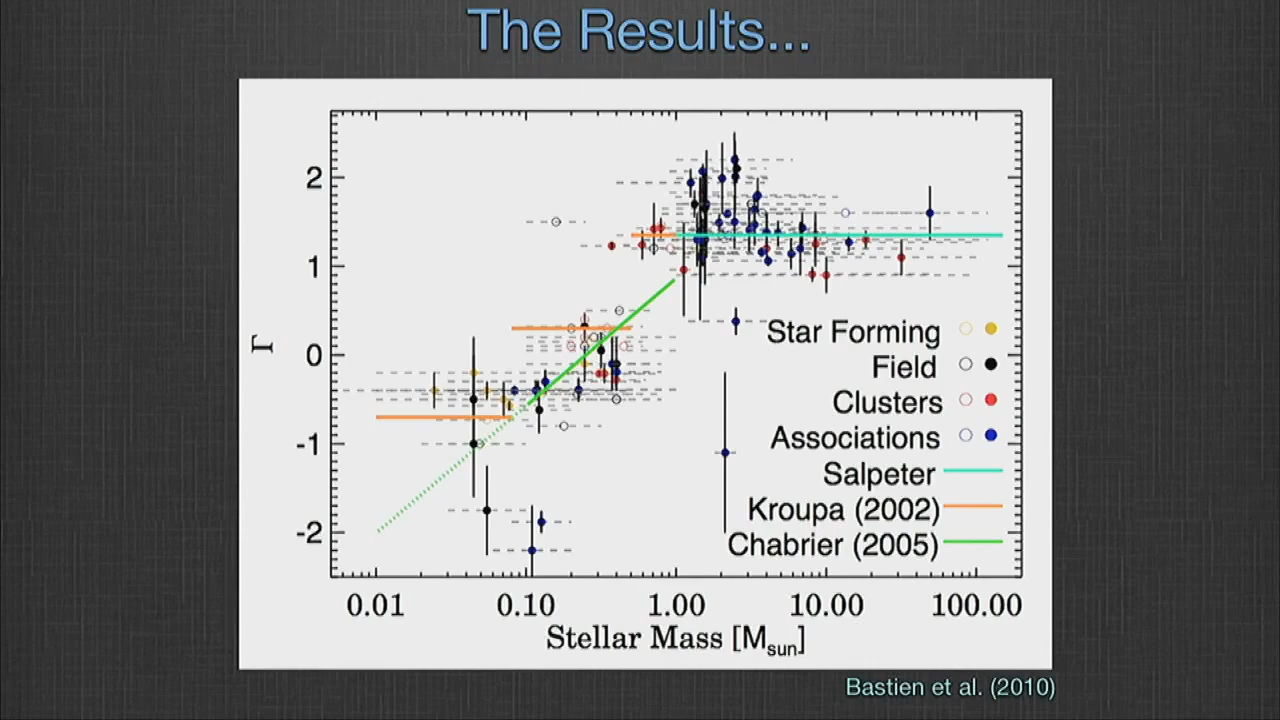 The Results...
2
1
0
-1
-2
Γ
Star Forming
Field
Clusters
Associations
Salpeter
Kroupa (2002)
Chabrier (2005)
0.01 0.10 1.00 10.00 100.00
Stellar Mass [Msun]
Bastien et al. (2010)